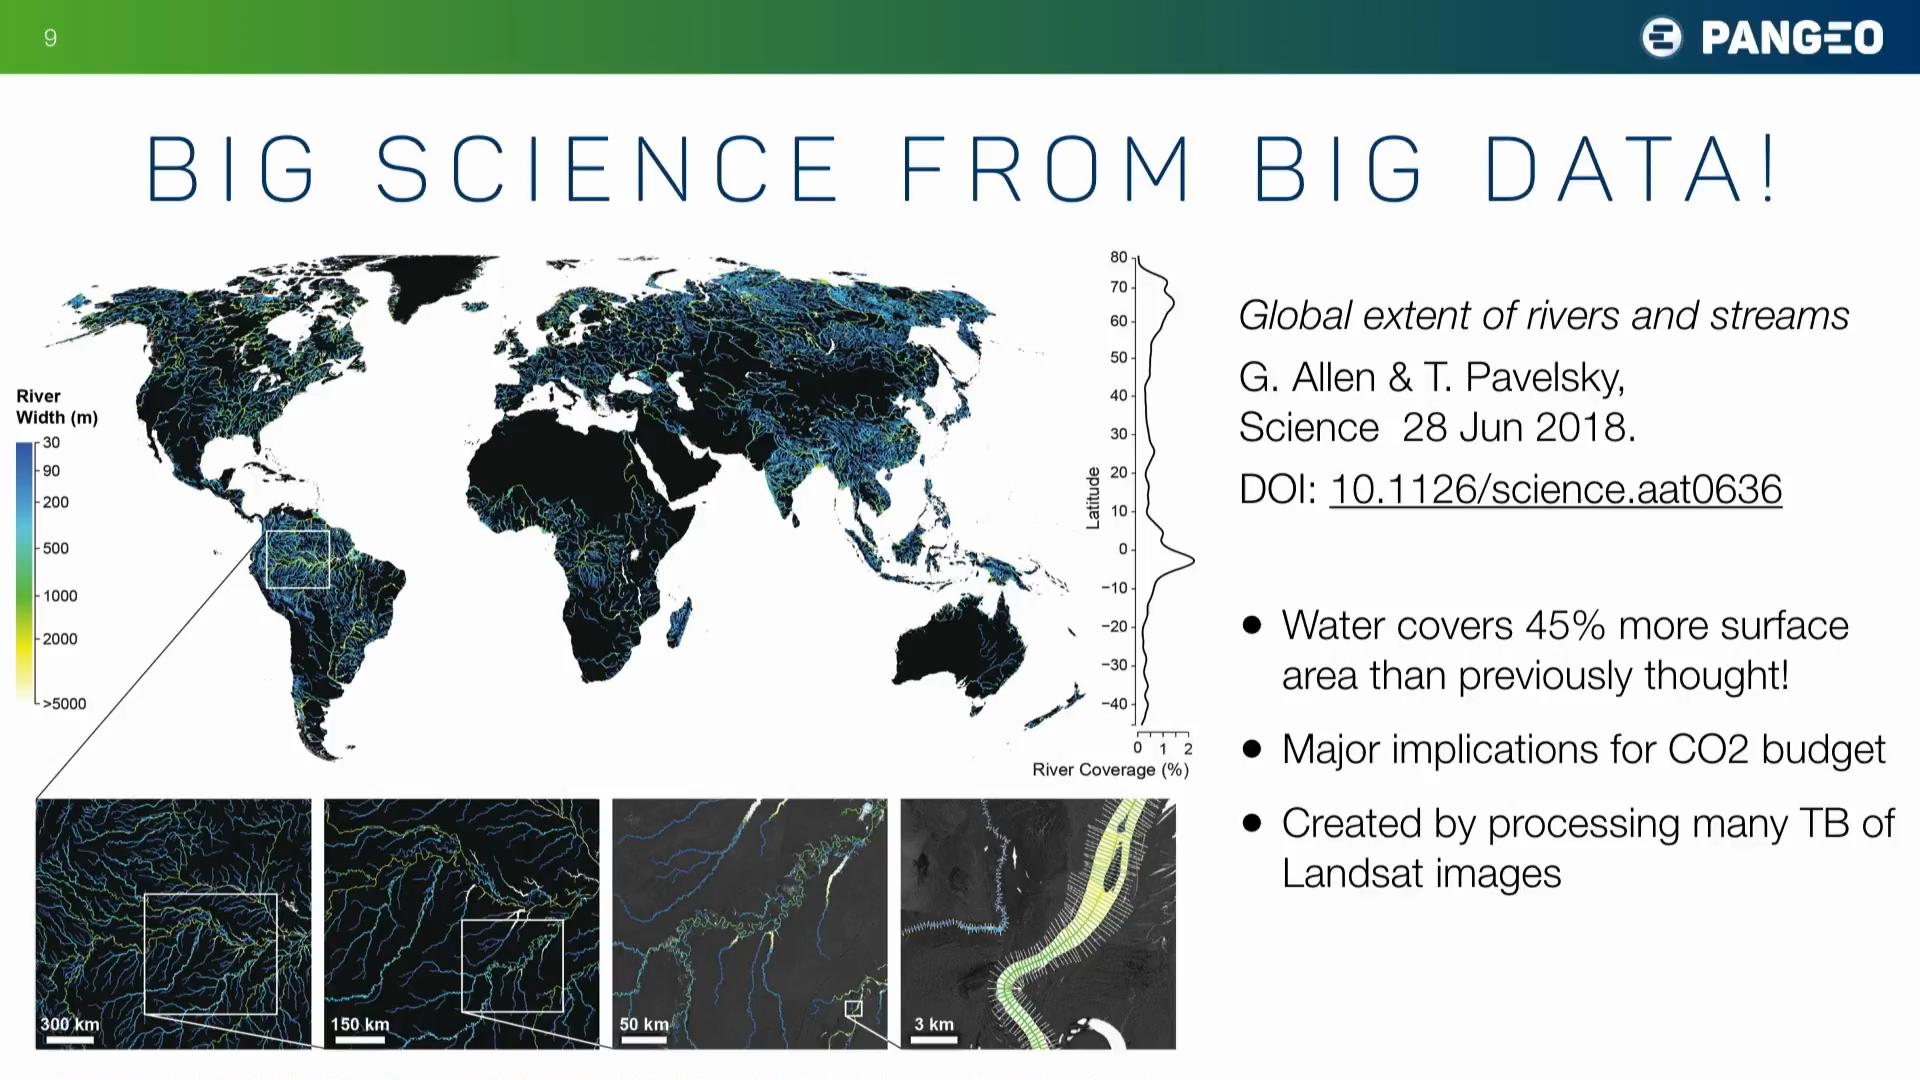 9
PANGEO
BIG SCIENCE FROM BIG DATA!
River
Width (m)
30
90
200
500
1000
2000
>5000
80
70
60
50
40
30
20
10
0
−10
−20
−30
−40
Latitude
0 1 2
River Coverage (%)
300 km
150 km
50 km
3 km
Global extent of rivers and streams
G. Allen & T. Pavelsky,
Science 28 Jun 2018.
DOI: 10.1126/science.aat0636
● Water covers 45% more surface
area than previously thought!
● Major implications for CO2 budget
● Created by processing many TB of
Landsat images